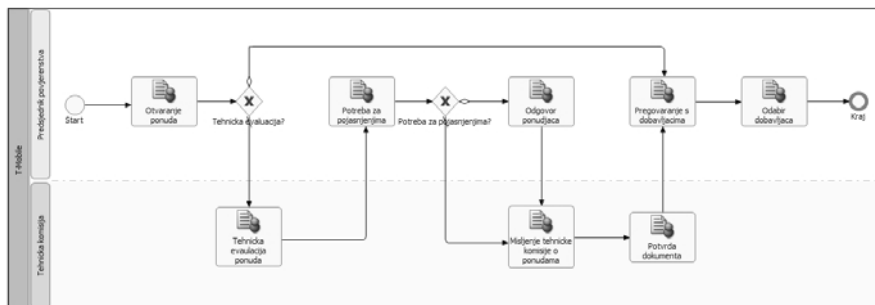 T-Mobile
Predsjednik povjerenstva
Start
Otvaranje
ponuda
Tehnicka evaluacija?
Potreba za
pojasnjenjima
Potreba za pojasnjenjima?
Odgovor
ponudjaca
Pregovaranje s
dobavljacima
Odabir
dobavljaca
Kraj
Tehnicka komisija
Tehnicka
evaulacija
ponuda
Misljenje tehnicke
komisije o
ponudama
Potvrda
dokumenta